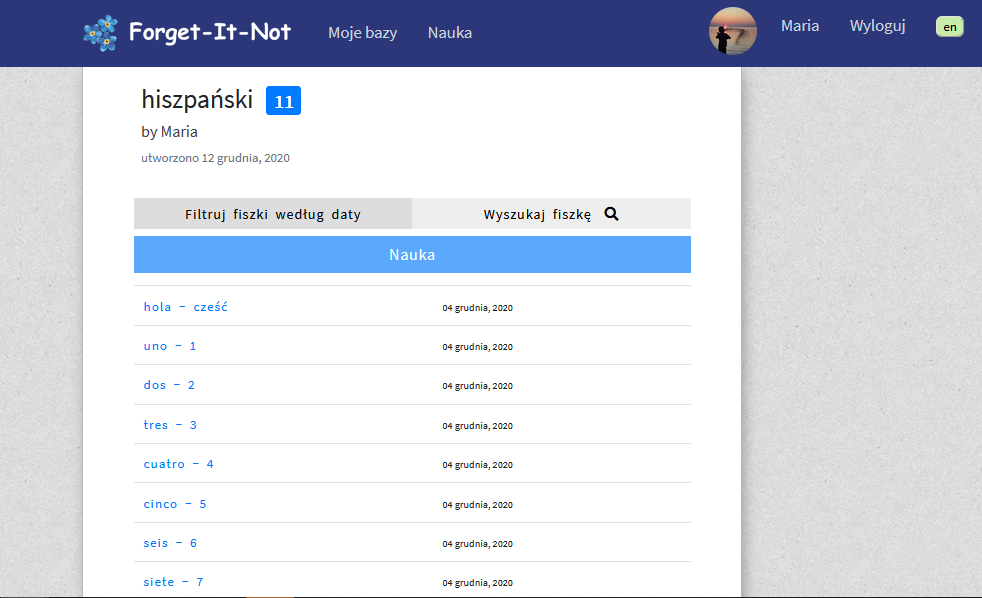 Forget-It-Not Moje bazy Nauka Maria Wyloguj en
hiszpański 11
by Maria
utworzono 12 grudnia, 2020
Filtruj fiszki według daty Wyszukaj fiszkę
Nauka
hola - cześć 04 grudnia, 2020
uno - 1 04 grudnia, 2020
dos - 2 04 grudnia, 2020
tres - 3 04 grudnia, 2020
cuatro - 4 04 grudnia, 2020
cinco - 5 04 grudnia, 2020
seis - 6 04 grudnia, 2020
siete - 7 04 grudnia, 2020